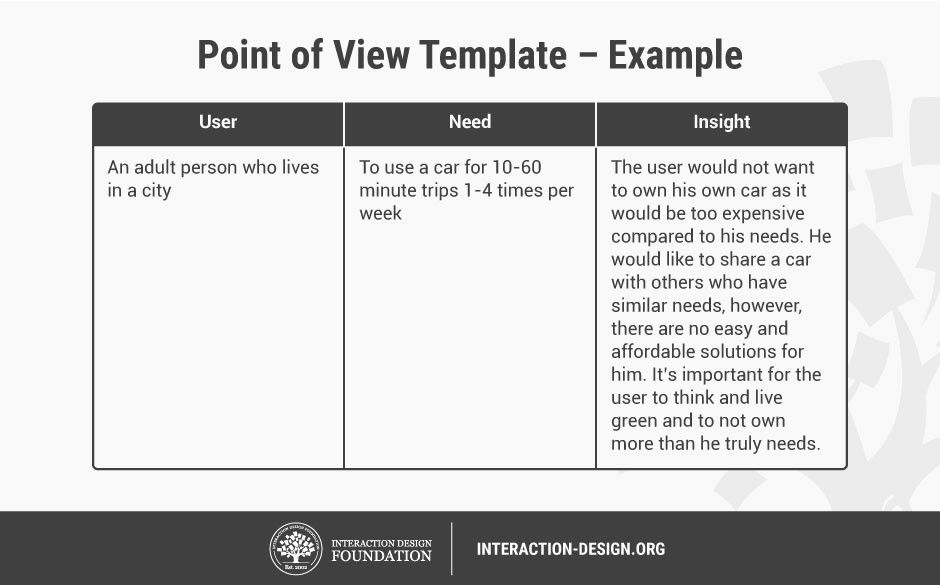 Point of View Template – Example
User
Need
Insight
An adult person who lives
in a city
To use a car for 10-60
minute trips 1-4 times per
week
The user would not want
to own his own car as it
would be too expensive
compared to his needs. He
would like to share a car
with others who have
similar needs, however,
there are no easy and
affordable solutions for
him. It's important for the
user to think and live
green and to not own
more than he truly needs.
INTERACTION DESIGN FOUNDATION
Est. 2002
INTERACTION DESIGN
FOUNDATION
INTERACTION-DESIGN.ORG